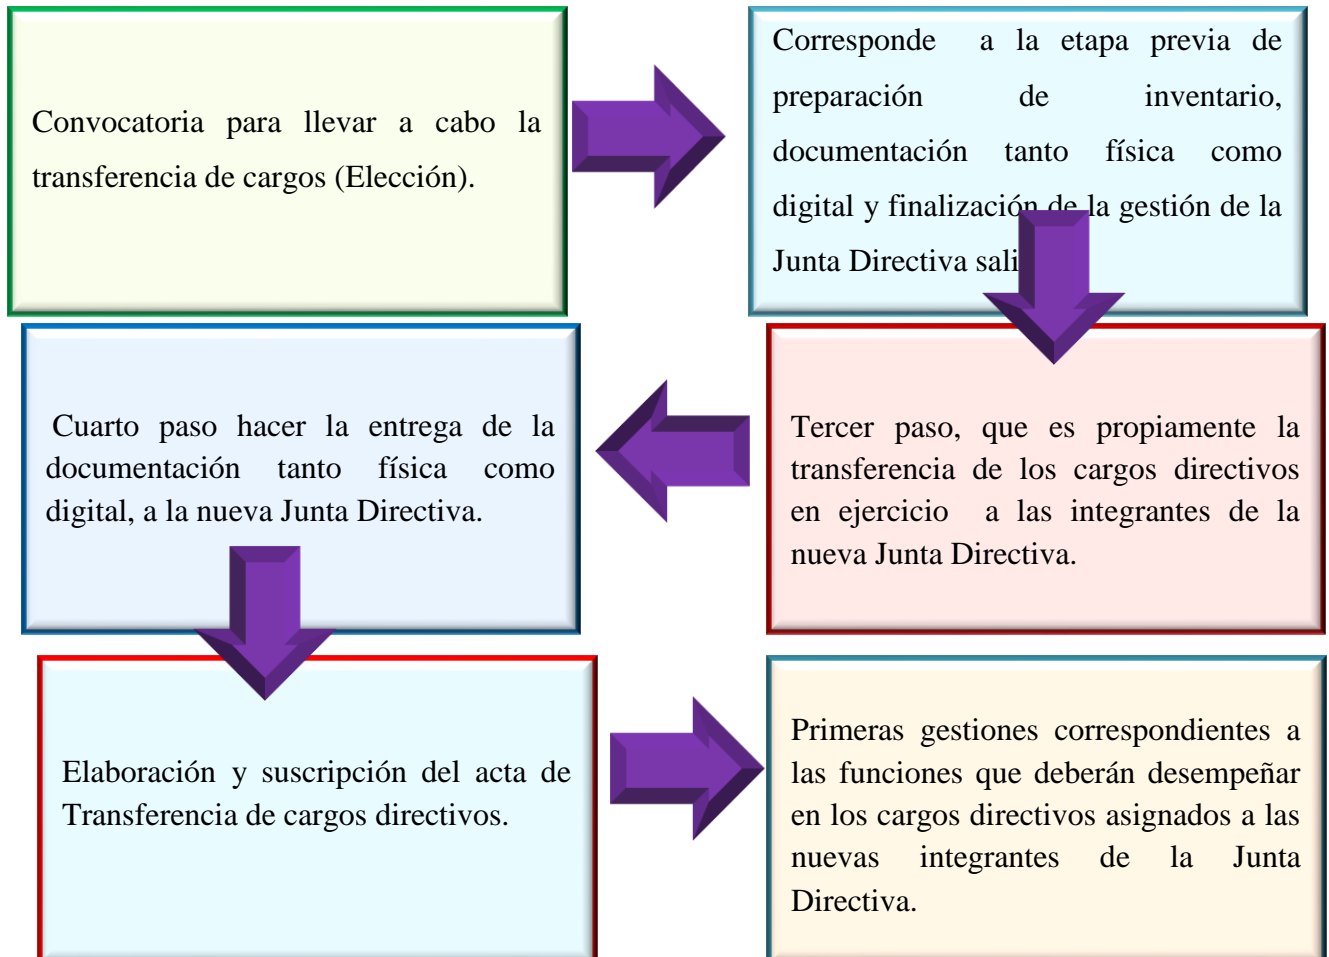 Convocatoria para llevar a cabo la
transferencia de cargos (Elección).
Corresponde a la etapa previa de
preparación de inventario,
documentación tanto física como
digital y finalización de la gestión de la
Junta Directiva
Tercer paso, que es propiamente la
transferencia de los cargos directivos
en ejercicio a las integrantes de la
nueva Junta Directiva.
Cuarto paso hacer la entrega de la
documentación tanto física como
digital, a la nueva Junta Directiva.
Elaboración y suscripción del acta de
Transferencia de cargos directivos.
Primeras gestiones correspondientes a
las funciones que deberán desempeñar
en los cargos directivos asignados a las
nuevas integrantes de la Junta
Directiva.